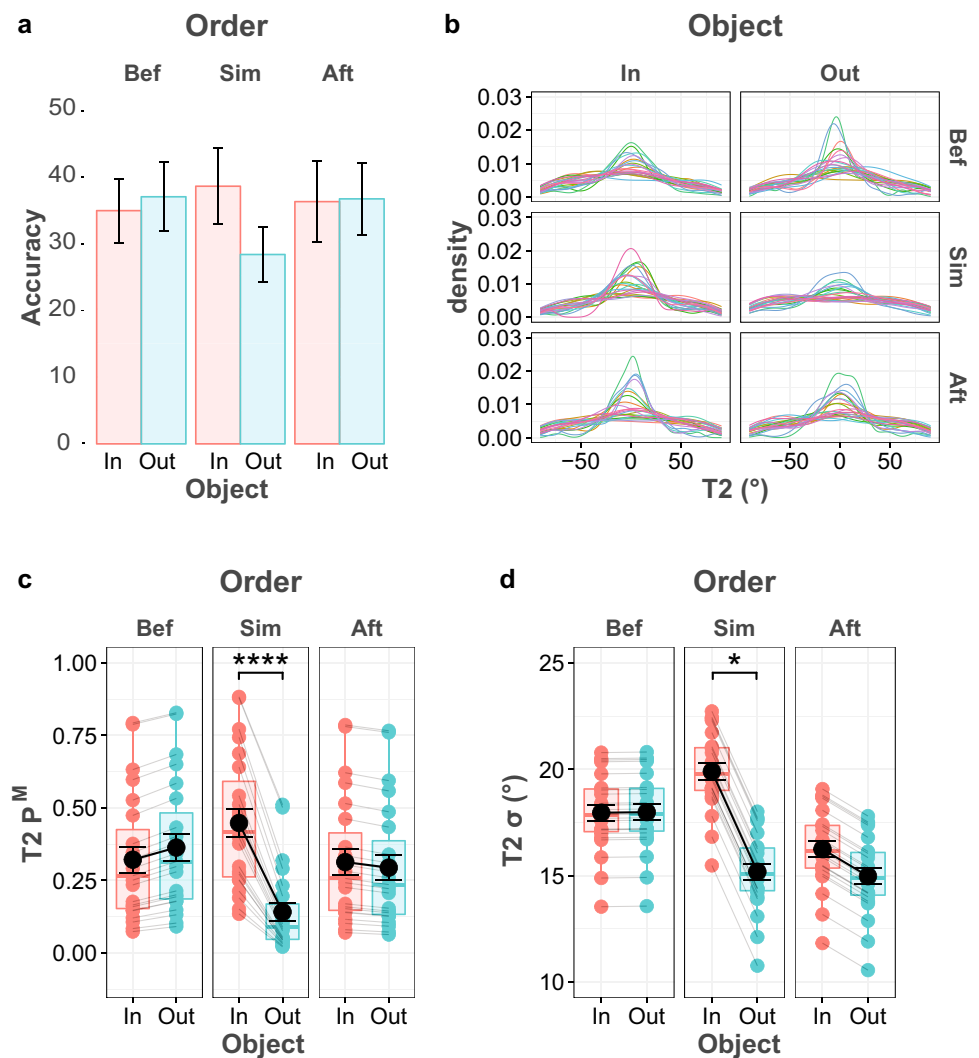 a
Order
Bef Sim Aft
Accuracy
50
40
30
20
10
0
In Out In Out In Out
Object
b
Object
In Out
density
0.03
0.02
0.01
0.00
Bef
0.03
0.02
0.01
0.00
Sim
0.03
0.02
0.01
0.00
Aft
−50 0 50 −50 0 50
T2 (°)
c
Order
Bef Sim Aft
T2 P M
1.00
0.75
0.50
0.25
0.00
****
In Out In Out In Out
Object
d
Order
Bef Sim Aft
T2 σ (°)
25
20
15
10
*
In Out In Out In Out
Object